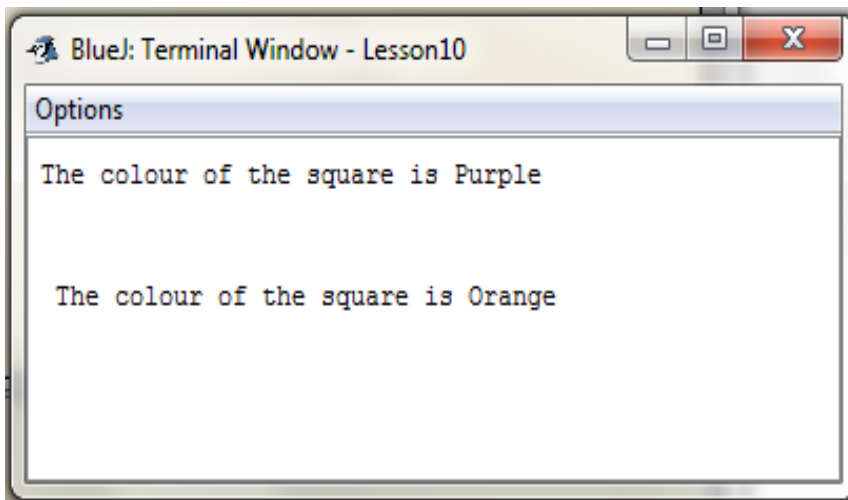 BlueJ: Terminal Window - Lesson10
Options
The colour of the square is Purple
The colour of the square is Orange